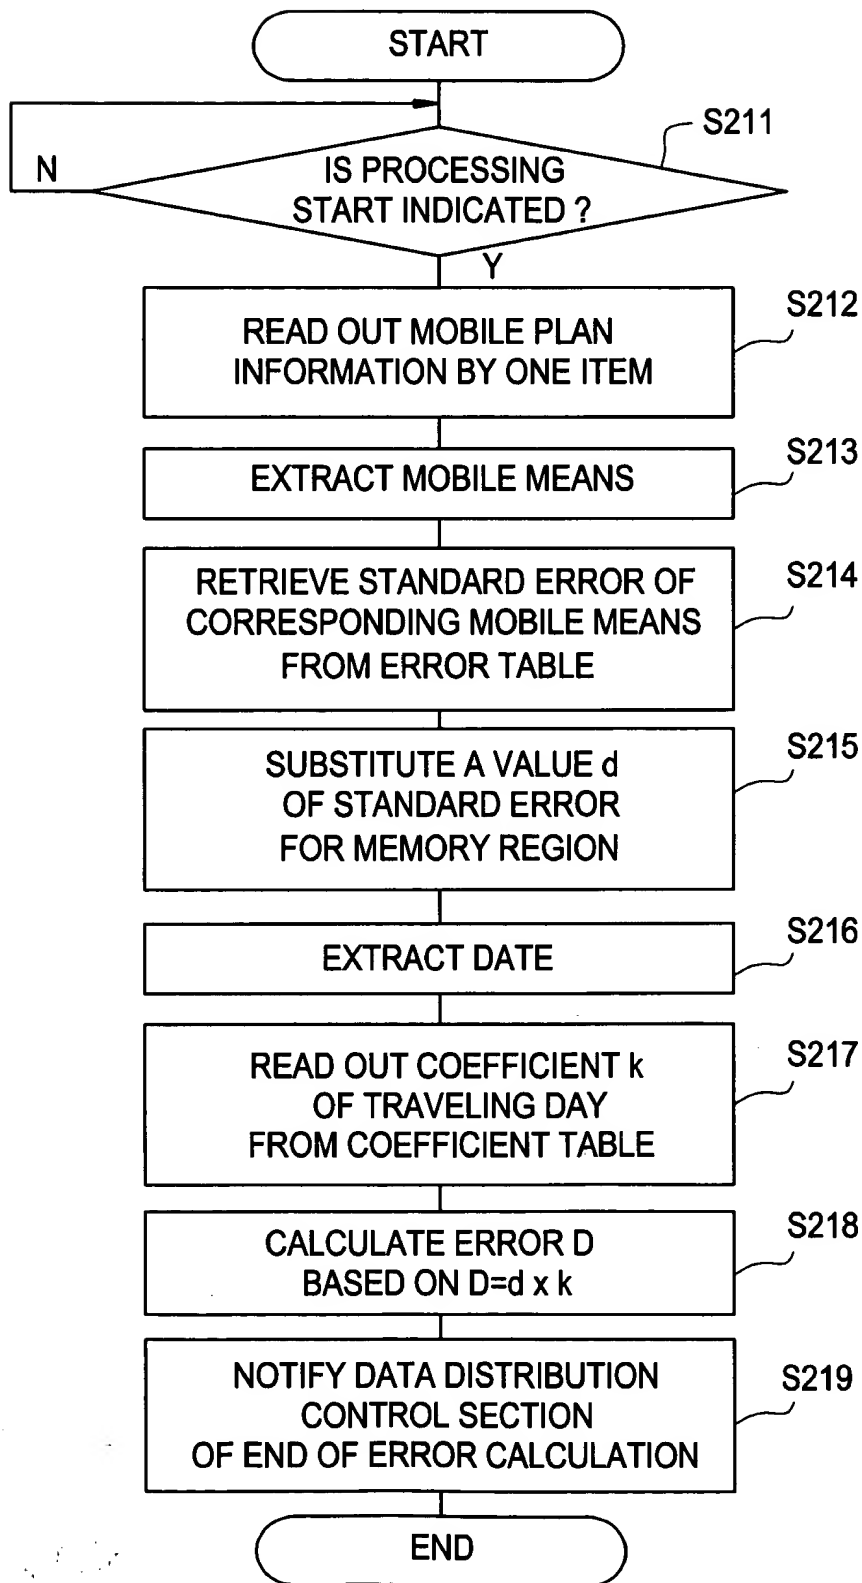 START
S211
N
IS PROCESSING
START INDICATED ?
Y
S212
READ OUT MOBILE PLAN
INFORMATION BY ONE ITEM
S213
EXTRACT MOBILE MEANS
S214
RETRIEVE STANDARD ERROR OF
CORRESPONDING MOBILE MEANS
FROM ERROR TABLE
S215
SUBSTITUTE A VALUE d
OF STANDARD ERROR
FOR MEMORY REGION
S216
EXTRACT DATE
S217
READ OUT COEFFICIENT k
OF TRAVELING DAY
FROM COEFFICIENT TABLE
S218
CALCULATE ERROR D
BASED ON D=d x k
S219
NOTIFY DATA DISTRIBUTION
CONTROL SECTION
OF END OF ERROR CALCULATION
END